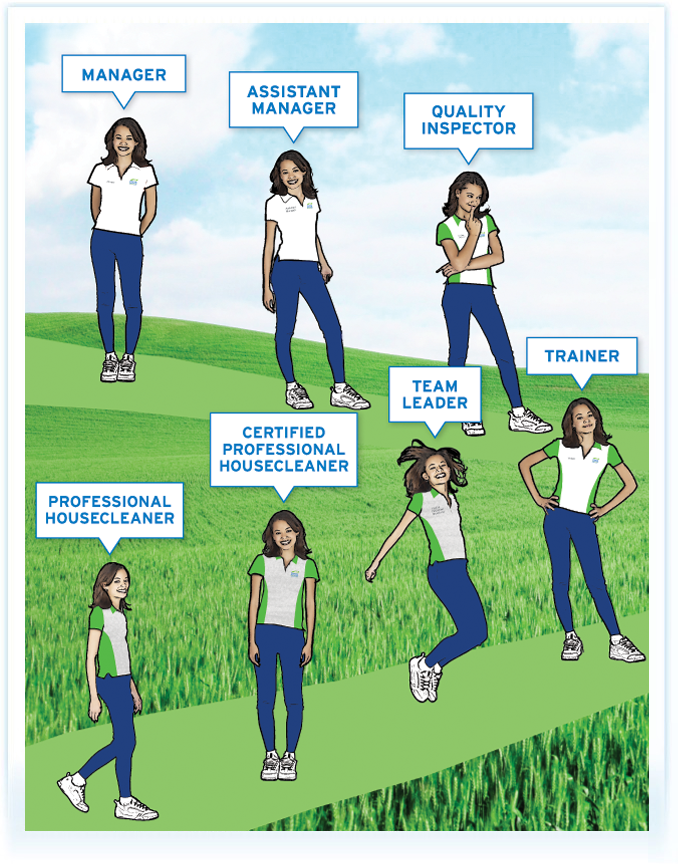 MANAGER
ASSISTANT
MANAGER
QUALITY
INSPECTOR
TRAINER
TEAM
LEADER
CERTIFIED
PROFESSIONAL
HOUSECLEANER
PROFESSIONAL
HOUSECLEANER